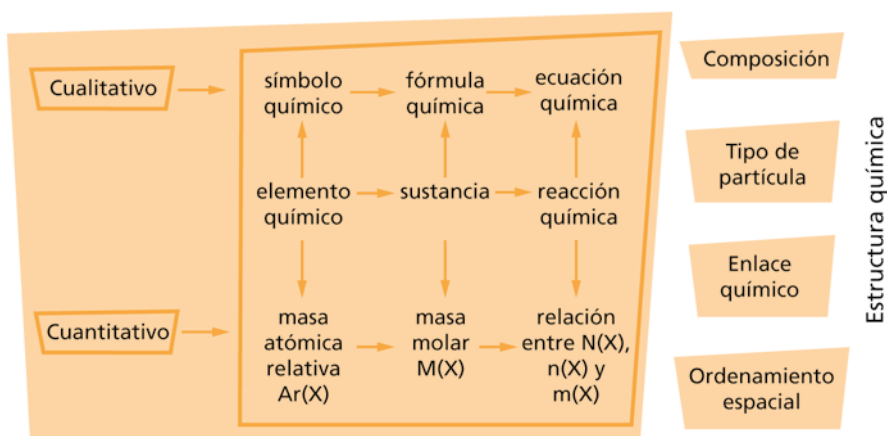 Cualitativo
símbolo
químico
fórmula
química
ecuación
química
elemento
químico
sustancia
reacción
química
Cuantitativo
masa
atómica
relativa
Ar(X)
masa
molar
M(X)
relación
entre N(X),
n(X) y
m(X)
Composición
Tipo de
partícula
Enlace
químico
Ordenamiento
espacial
Estructura química